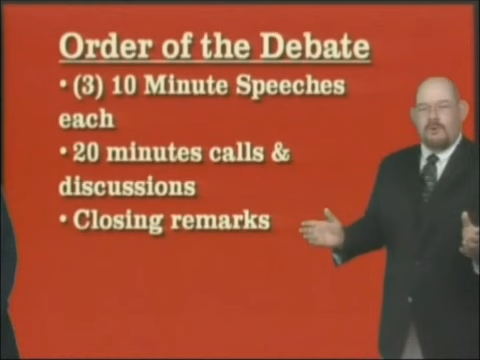 Order of the Debate
• (3) 10 Minute Speeches
each
• 20 minutes calls &
discussions
• Closing remarks